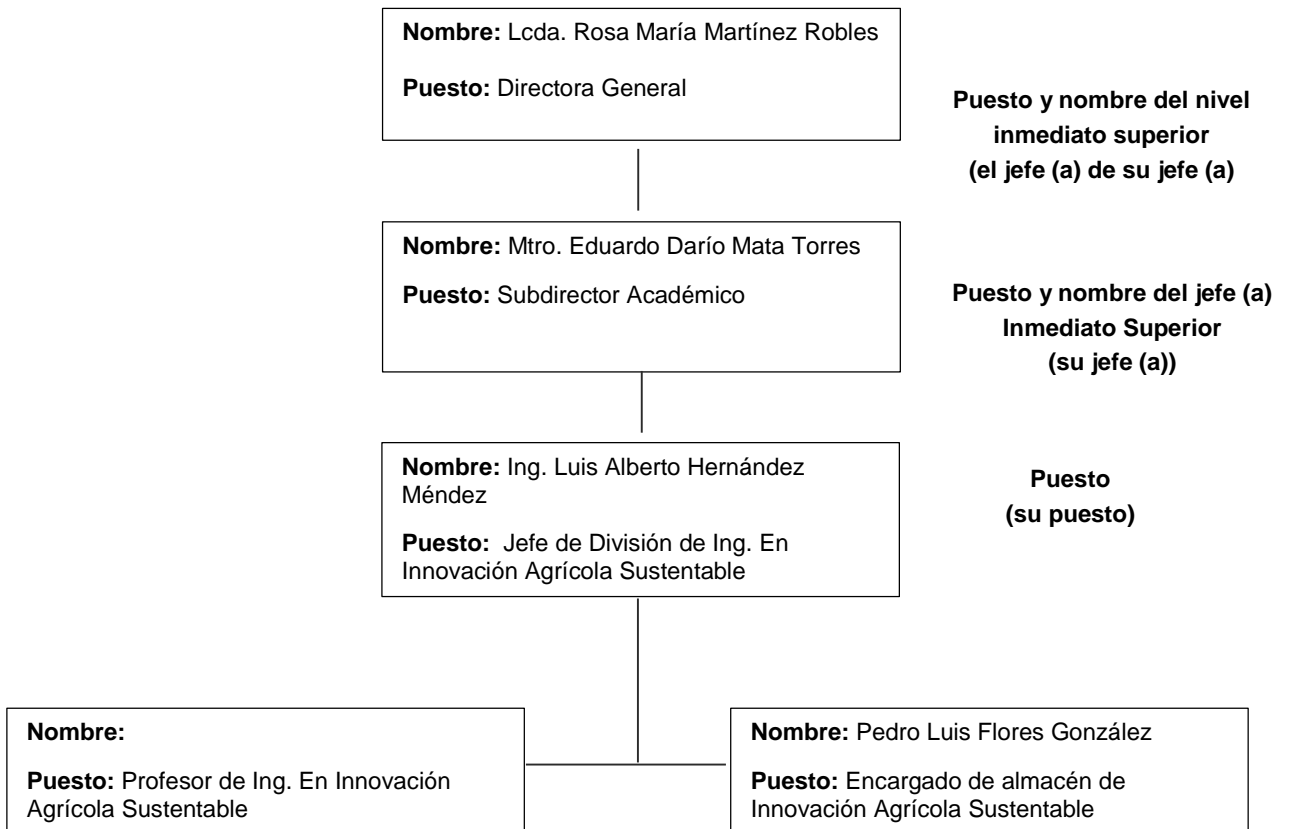 Nombre: Lcda. Rosa María Martínez Robles
Puesto: Directora General
Puesto y nombre del nivel
inmediato superior
(el jefe (a) de su jefe (a)
Nombre: Mtro. Eduardo Darío Mata Torres
Puesto: Subdirector Académico
Puesto y nombre del jefe (a)
Inmediato Superior
(su jefe (a))
Nombre: Ing. Luis Alberto Hernández
Méndez
Puesto: Jefe de División de Ing. En
Innovación Agrícola Sustentable
Puesto
(su puesto)
Nombre:
Puesto: Profesor de Ing. En Innovación
Agrícola Sustentable
Nombre: Pedro Luis Flores González
Puesto: Encargado de almacén de
Innovación Agrícola Sustentable